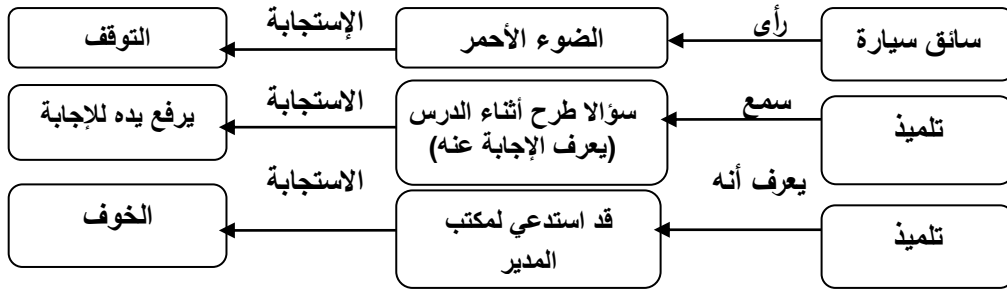 سائق سيارة
رأى
الضوء الأحمر
الإستجابة
التوقف
تلميذ
سمع
سؤالا طرح أثناء الدرس
(يعرف الإجابة عنه)
الاستجابة
يرفع يده للإجابة
تلميذ
يعرف أنه
قد استدعي لمكتب
المدير
الاستجابة
الخوف